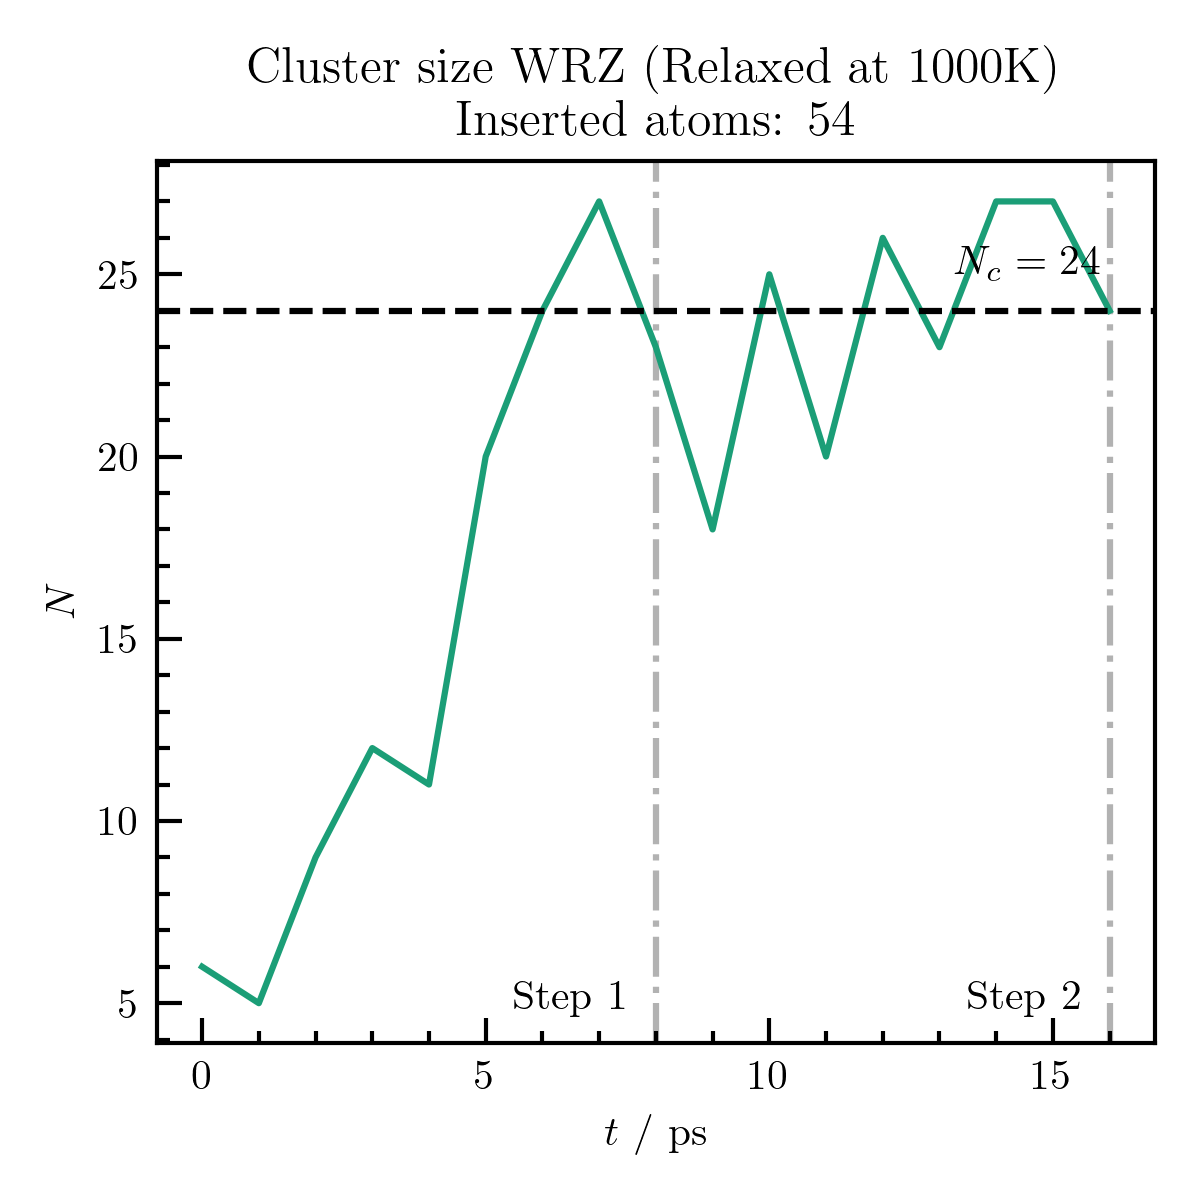 Cluster size WRZ (Relaxed at 1000K)
Inserted atoms: 54
N_c = 24
25
20
15
10
5
N
Step 1
Step 2
0 5 10 15
t / ps